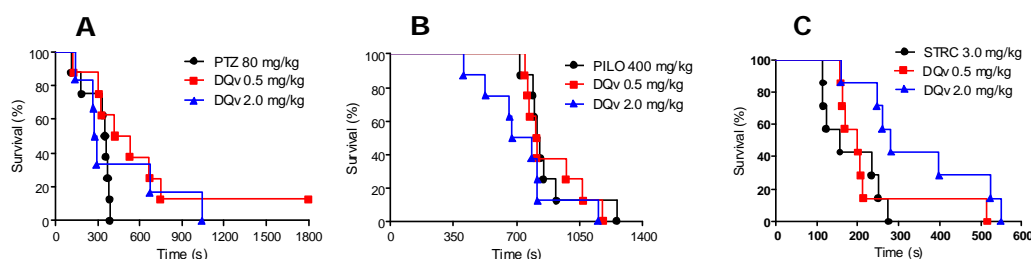 A
PTZ 80 mg/kg
DQv 0.5 mg/kg
DQv 2.0 mg/kg
Survival (%)
100
80
60
40
20
0
0 300 600 900 1200 1500 1800
Time (s)
B
PILO 400 mg/kg
DQv 0.5 mg/kg
DQv 2.0 mg/kg
Survival (%)
100
80
60
40
20
0
0 350 700 1050 1400
Time (s)
C
STRC 3.0 mg/kg
DQv 0.5 mg/kg
DQv 2.0 mg/kg
Survival (%)
100
80
60
40
20
0
0 100 200 300 400 500 600
Time (s)